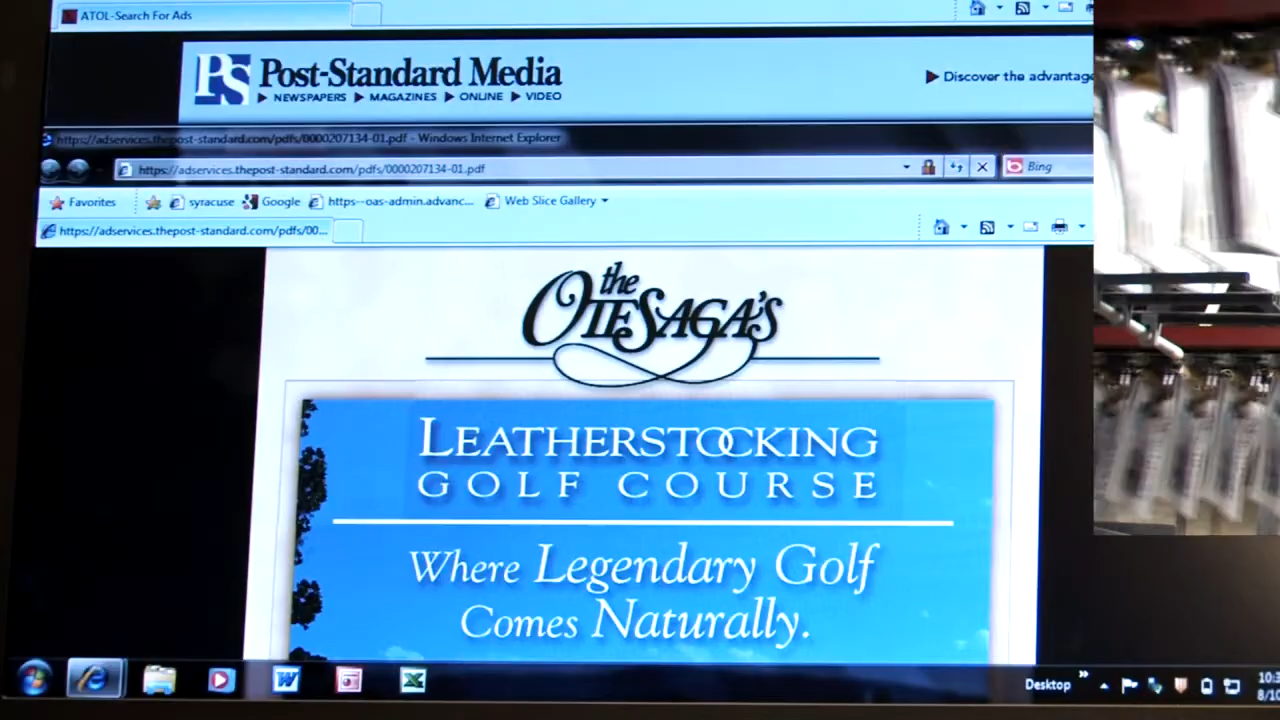 ATOL-Search For Ads
PS Post-Standard Media
NEWSPAPERS MAGAZINES ONLINE VIDEO
Discover the advantage
https://adservices.thepost-standard.com/pdfs/0000207134-01.pdf - Windows Internet Explorer
https://adservices.thepost-standard.com/pdfs/0000207134-01.pdf
Bing
Favorites syracuse Google https--oas-admin.advanc... Web Slice Gallery
https://adservices.thepost-standard.com/pdfs/00...
the
OTESAGA'S
LEATHERSTOCKING
GOLF COURSE
Where Legendary Golf
Comes Naturally.
Desktop